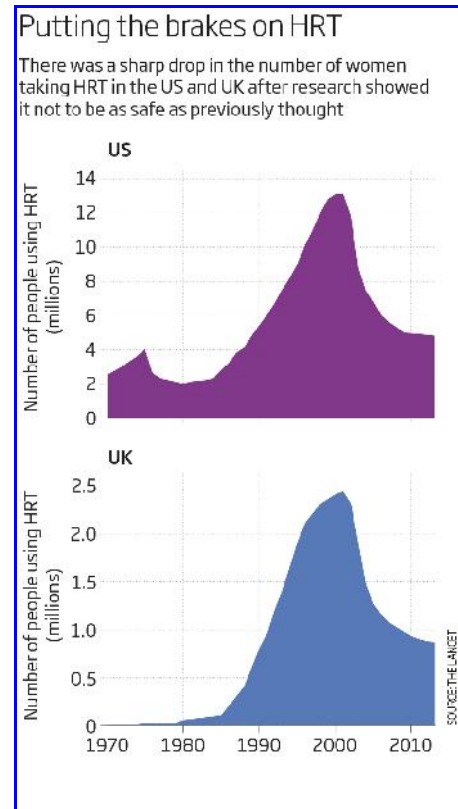 Putting the brakes on HRT
There was a sharp drop in the number of women
taking HRT in the US and UK after research showed
it not to be as safe as previously thought
US
Number of people using HRT
(millions)
14
12
10
8
6
4
2
0
UK
Number of people using HRT
(millions)
2.5
2.0
1.5
1.0
0.5
0
1970 1980 1990 2000 2010
SOURCE:THE LANCET